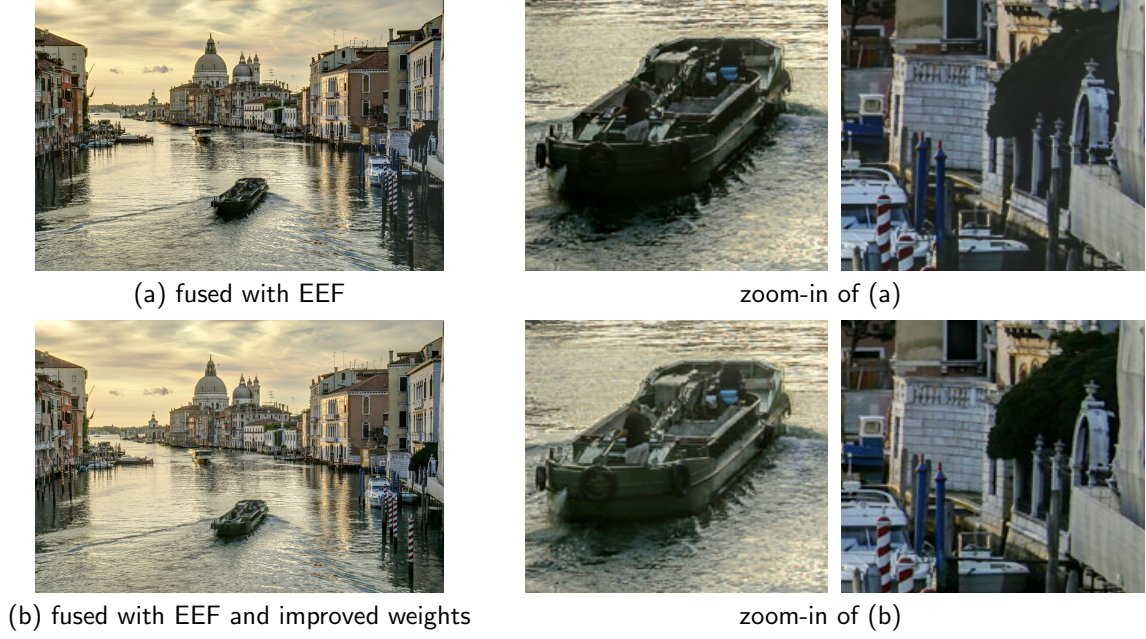 (a) fused with EEF
zoom-in of (a)
(b) fused with EEF and improved weights
zoom-in of (b)